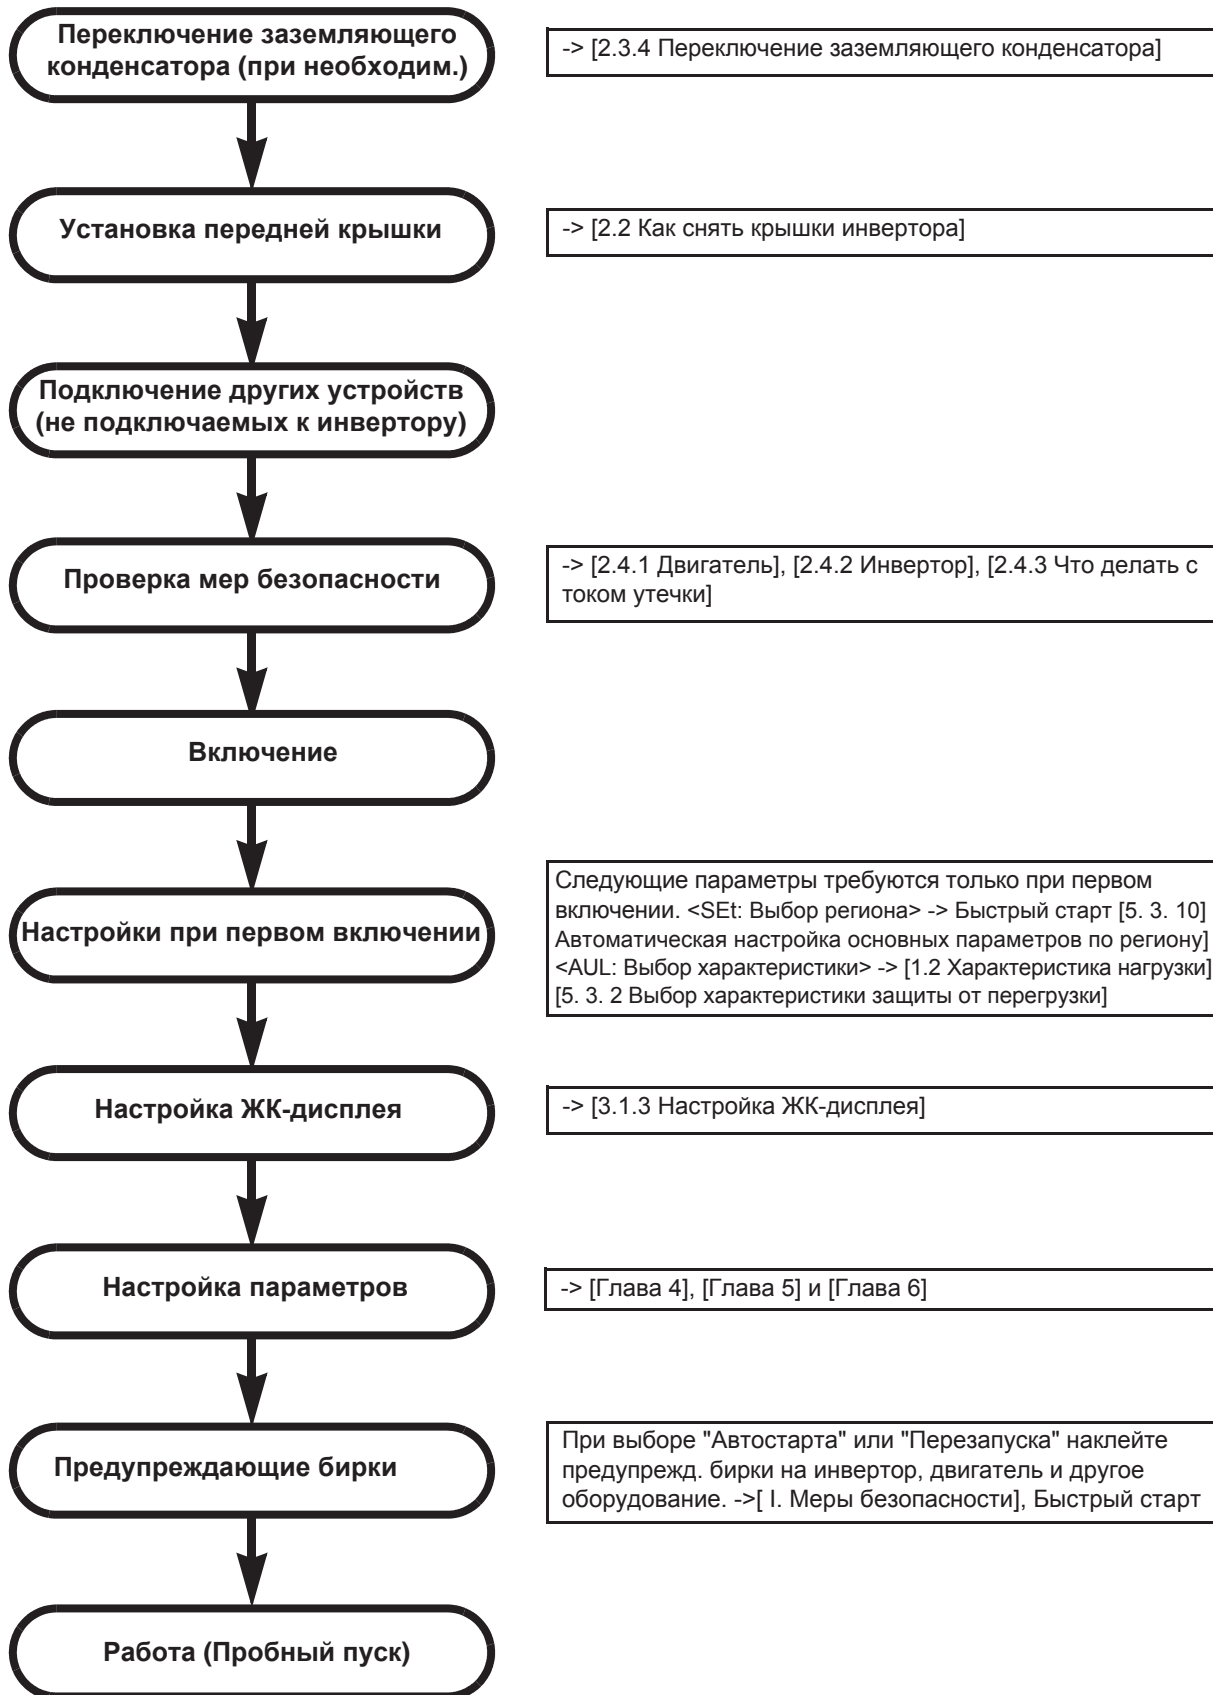 Переключение заземляющего
конденсатора (при необходим.)
-> [2.3.4 Переключение заземляющего конденсатора]
Установка передней крышки
-> [2.2 Как снять крышки инвертора]
Подключение других устройств
(не подключаемых к инвертору)
Проверка мер безопасности
-> [2.4.1 Двигатель], [2.4.2 Инвертор], [2.4.3 Что делать с
током утечки]
Включение
Настройки при первом включении
Следующие параметры требуются только при первом
включении. <SEt: Выбор региона> -> Быстрый старт [5. 3. 10]
Автоматическая настройка основных параметров по региону]
<AUL: Выбор характеристики> -> [1.2 Характеристика нагрузки]
[5. 3. 2 Выбор характеристики защиты от перегрузки]
Настройка ЖК-дисплея
-> [3.1.3 Настройка ЖК-дисплея]
Настройка параметров
-> [Глава 4], [Глава 5] и [Глава 6]
Предупреждающие бирки
При выборе "Автостарта" или "Перезапуска" наклейте
предупрежд. бирки на инвертор, двигатель и другое
оборудование. ->[ I. Меры безопасности], Быстрый старт
Работа (Пробный пуск)